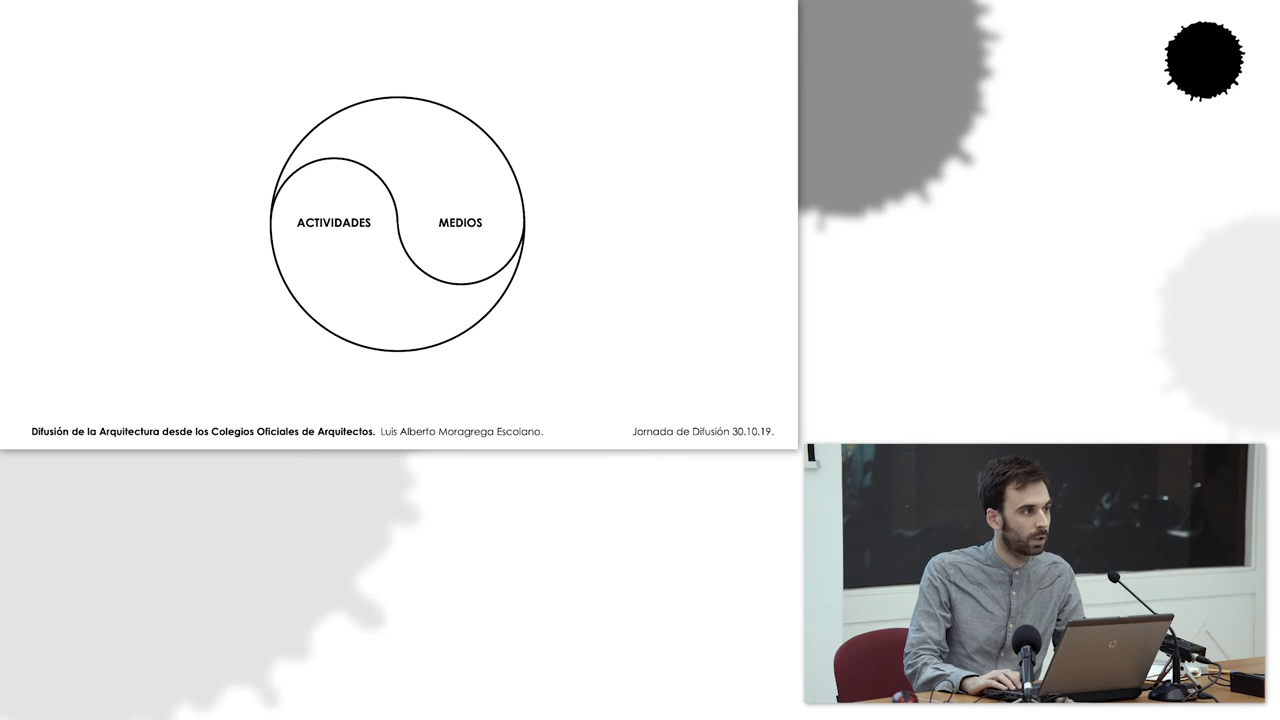 ACTIVIDADES MEDIOS
Difusión de la Arquitectura desde los Colegios Oficiales de Arquitectos. Luis Alberto Moragrega Escolano. Jornada de Difusión 30.10.19.